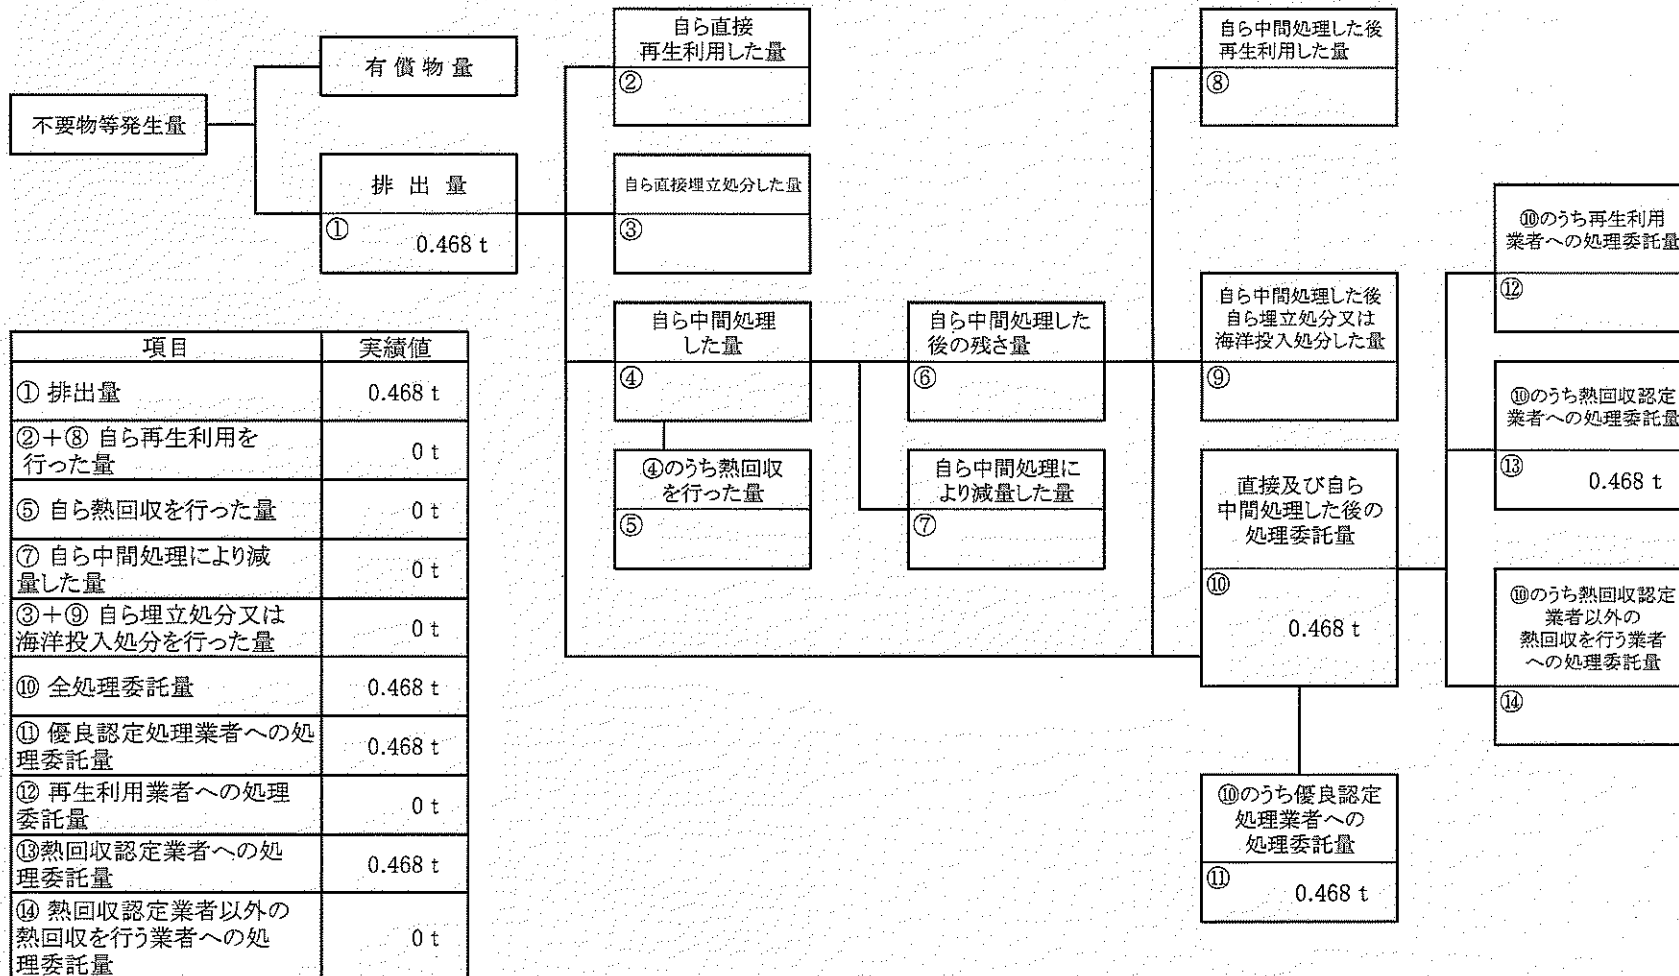 不要物等発生量
有償物量
排出量
①
0.468 t
自ら直接
再生利用した量
②
自ら直接埋立処分した量
③
自ら中間処理
した量
④
④のうち熱回収
を行った量
⑤
自ら中間処理した
後の残さ量
⑥
自ら中間処理に
より減量した量
⑦
自ら中間処理した後
再生利用した量
⑧
自ら中間処理した後
自ら埋立処分又は
海洋投入処分した量
⑨
直接及び自ら
中間処理した後の
処理委託量
⑩
0.468 t
⑩のうち優良認定
処理業者への
処理委託量
⑪
0.468 t
⑩のうち再生利用
業者への処理委託量
⑫
⑩のうち熱回収認定
業者への処理委託量
⑬
0.468 t
⑩のうち熱回収認定
業者以外の
熱回収を行う業者
への処理委託量
⑭
項目 実績値
① 排出量 0.468 t
②+⑧ 自ら再生利用を
行った量 0 t
⑤ 自ら熱回収を行った量 0 t
⑦ 自ら中間処理により減
量した量 0 t
③+⑨ 自ら埋立処分又は
海洋投入処分を行った量 0 t
⑩ 全処理委託量 0.468 t
⑪ 優良認定処理業者への処
理委託量 0.468 t
⑫ 再生利用業者への処理
委託量 0 t
⑬熱回収認定業者への処
理委託量 0.468 t
⑭ 熱回収認定業者以外の
熱回収を行う業者への処
理委託量 0 t